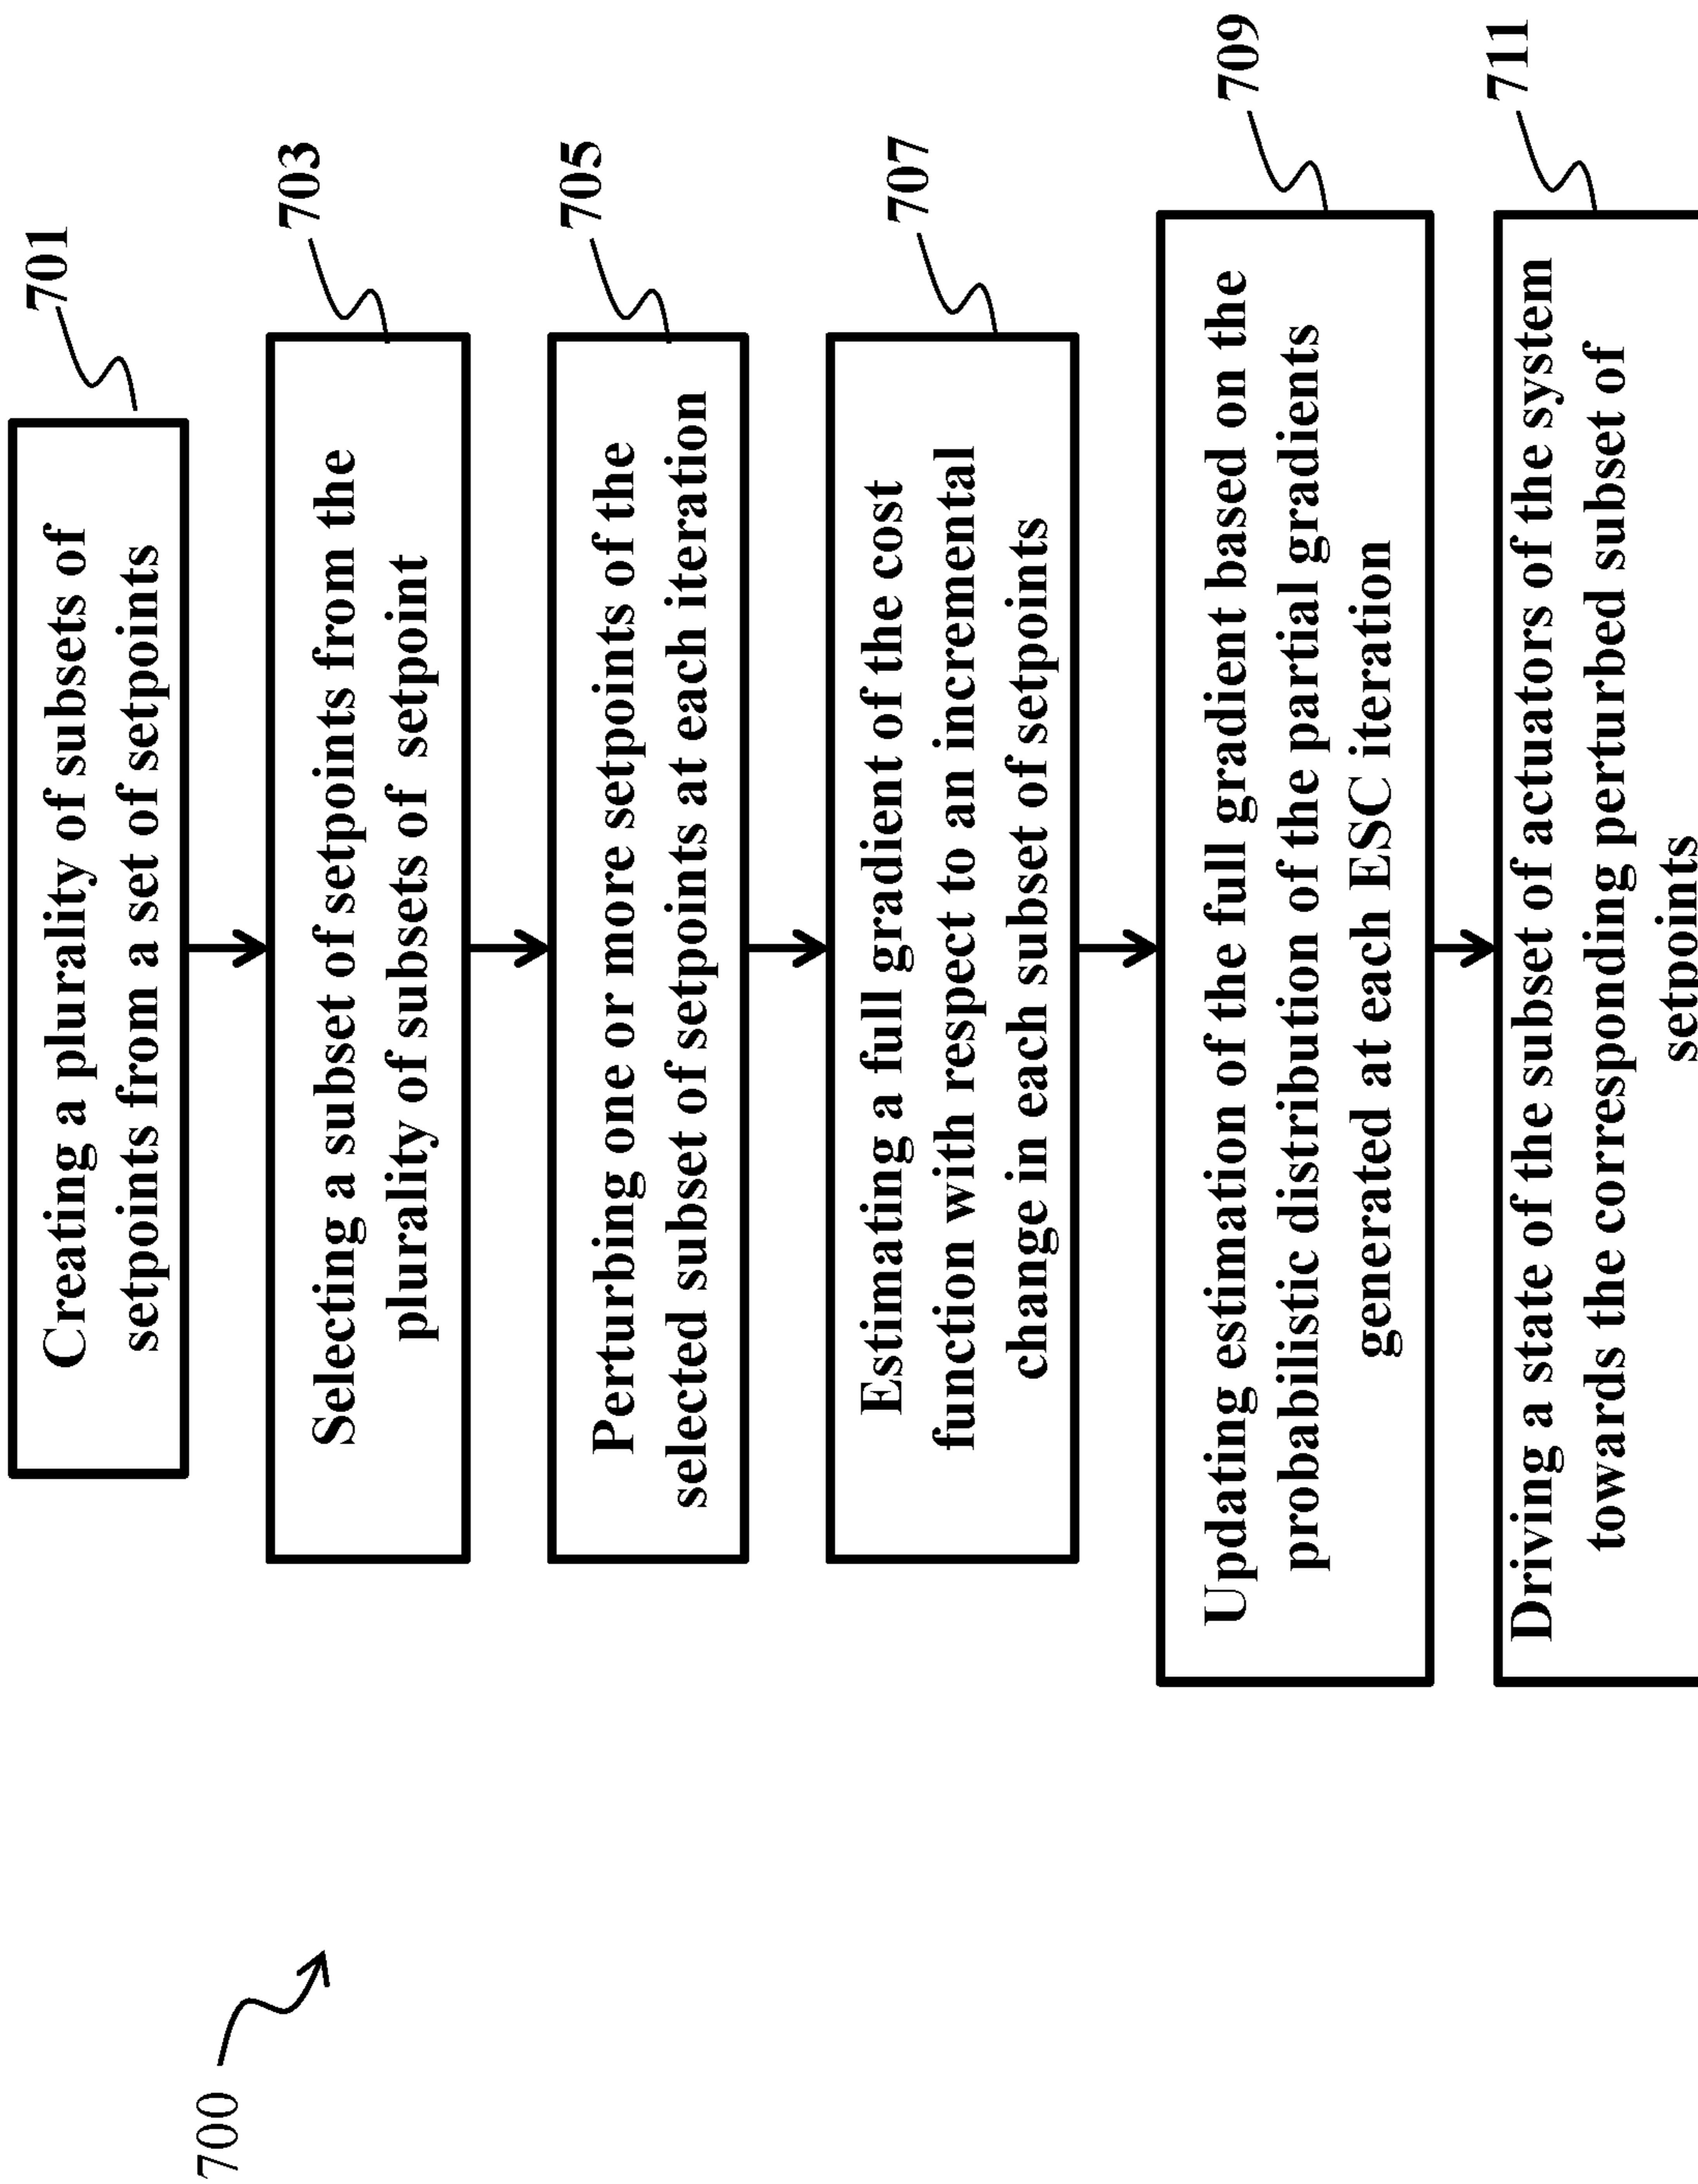 700
701
Creating a plurality of subsets of
setpoints from a set of setpoints
703
Selecting a subset of setpoints from the
plurality of subsets of setpoint
705
Perturbing one or more setpoints of the
selected subset of setpoints at each iteration
707
Estimating a full gradient of the cost
function with respect to an incremental
change in each subset of setpoints
709
Updating estimation of the full gradient based on the
probabilistic distribution of the partial gradients
generated at each ESC iteration
711
Driving a state of the subset of actuators of the system
towards the corresponding perturbed subset of
setpoints